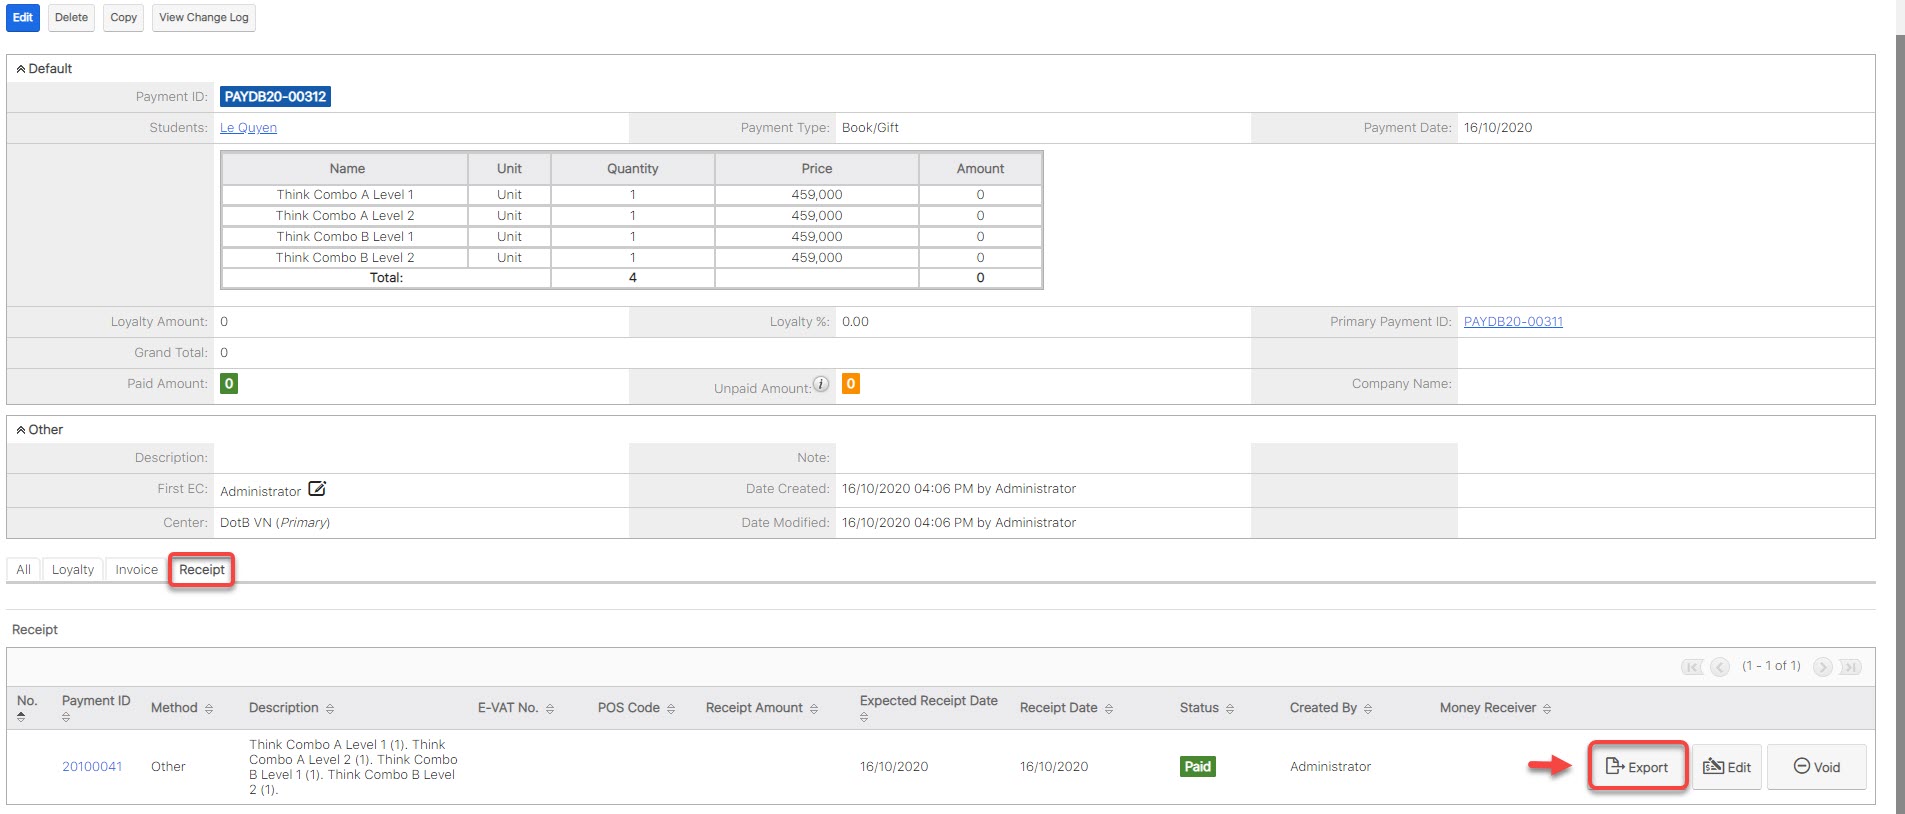 Edit Delete Copy View Change Log
Default
Payment ID: PAYDB20-00312
Students: Le Quyen Payment Type: Book/Gift Payment Date: 16/10/2020
Name Unit Quantity Price Amount
Think Combo A Level 1 Unit 1 459,000 0
Think Combo A Level 2 Unit 1 459,000 0
Think Combo B Level 1 Unit 1 459,000 0
Think Combo B Level 2 Unit 1 459,000 0
Total: 4 0
Loyalty Amount: 0 Loyalty %: 0.00 Primary Payment ID: PAYDB20-00311
Grand Total: 0
Paid Amount: 0 Unpaid Amount: i 0 Company Name:
Other
Description: Note:
First EC: Administrator Date Created: 16/10/2020 04:06 PM by Administrator
Center: DotB VN (Primary) Date Modified: 16/10/2020 04:06 PM by Administrator
All Loyalty Invoice Receipt
Receipt
(1 - 1 of 1)
No. Payment ID Method Description E-VAT No. POS Code Receipt Amount Expected Receipt Date Receipt Date Status Created By Money Receiver
Think Combo A Level 1 (1). Think
Combo A Level 2 (1). Think Combo
B Level 1 (1). Think Combo B Level
2 (1).
20100041 Other 16/10/2020 16/10/2020 Paid Administrator Export Edit Void